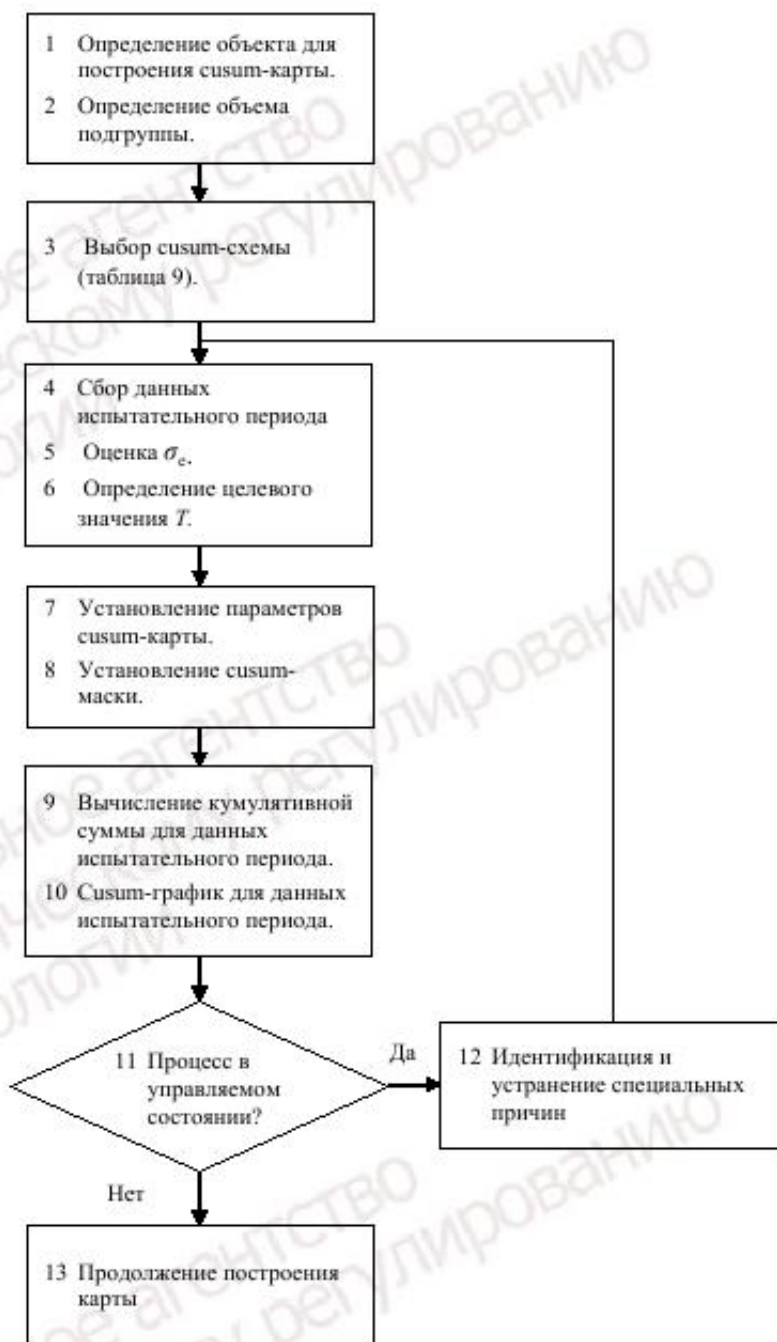 1 Определение объекта для
построения cusum-карты.
2 Определение объема
подгруппы.
3 Выбор cusum-схемы
(таблица 9).
4 Сбор данных
испытательного периода
5 Оценка σe.
6 Определение целевого
значения T.
7 Установление параметров
cusum-карты.
8 Установление cusum-
маски.
9 Вычисление кумулятивной
суммы для данных
испытательного периода.
10 Cusum-график для данных
испытательного периода.
11 Процесс в
управляемом
состоянии?
Да
12 Идентификация и
устранение специальных
причин
Нет
13 Продолжение построения
карты